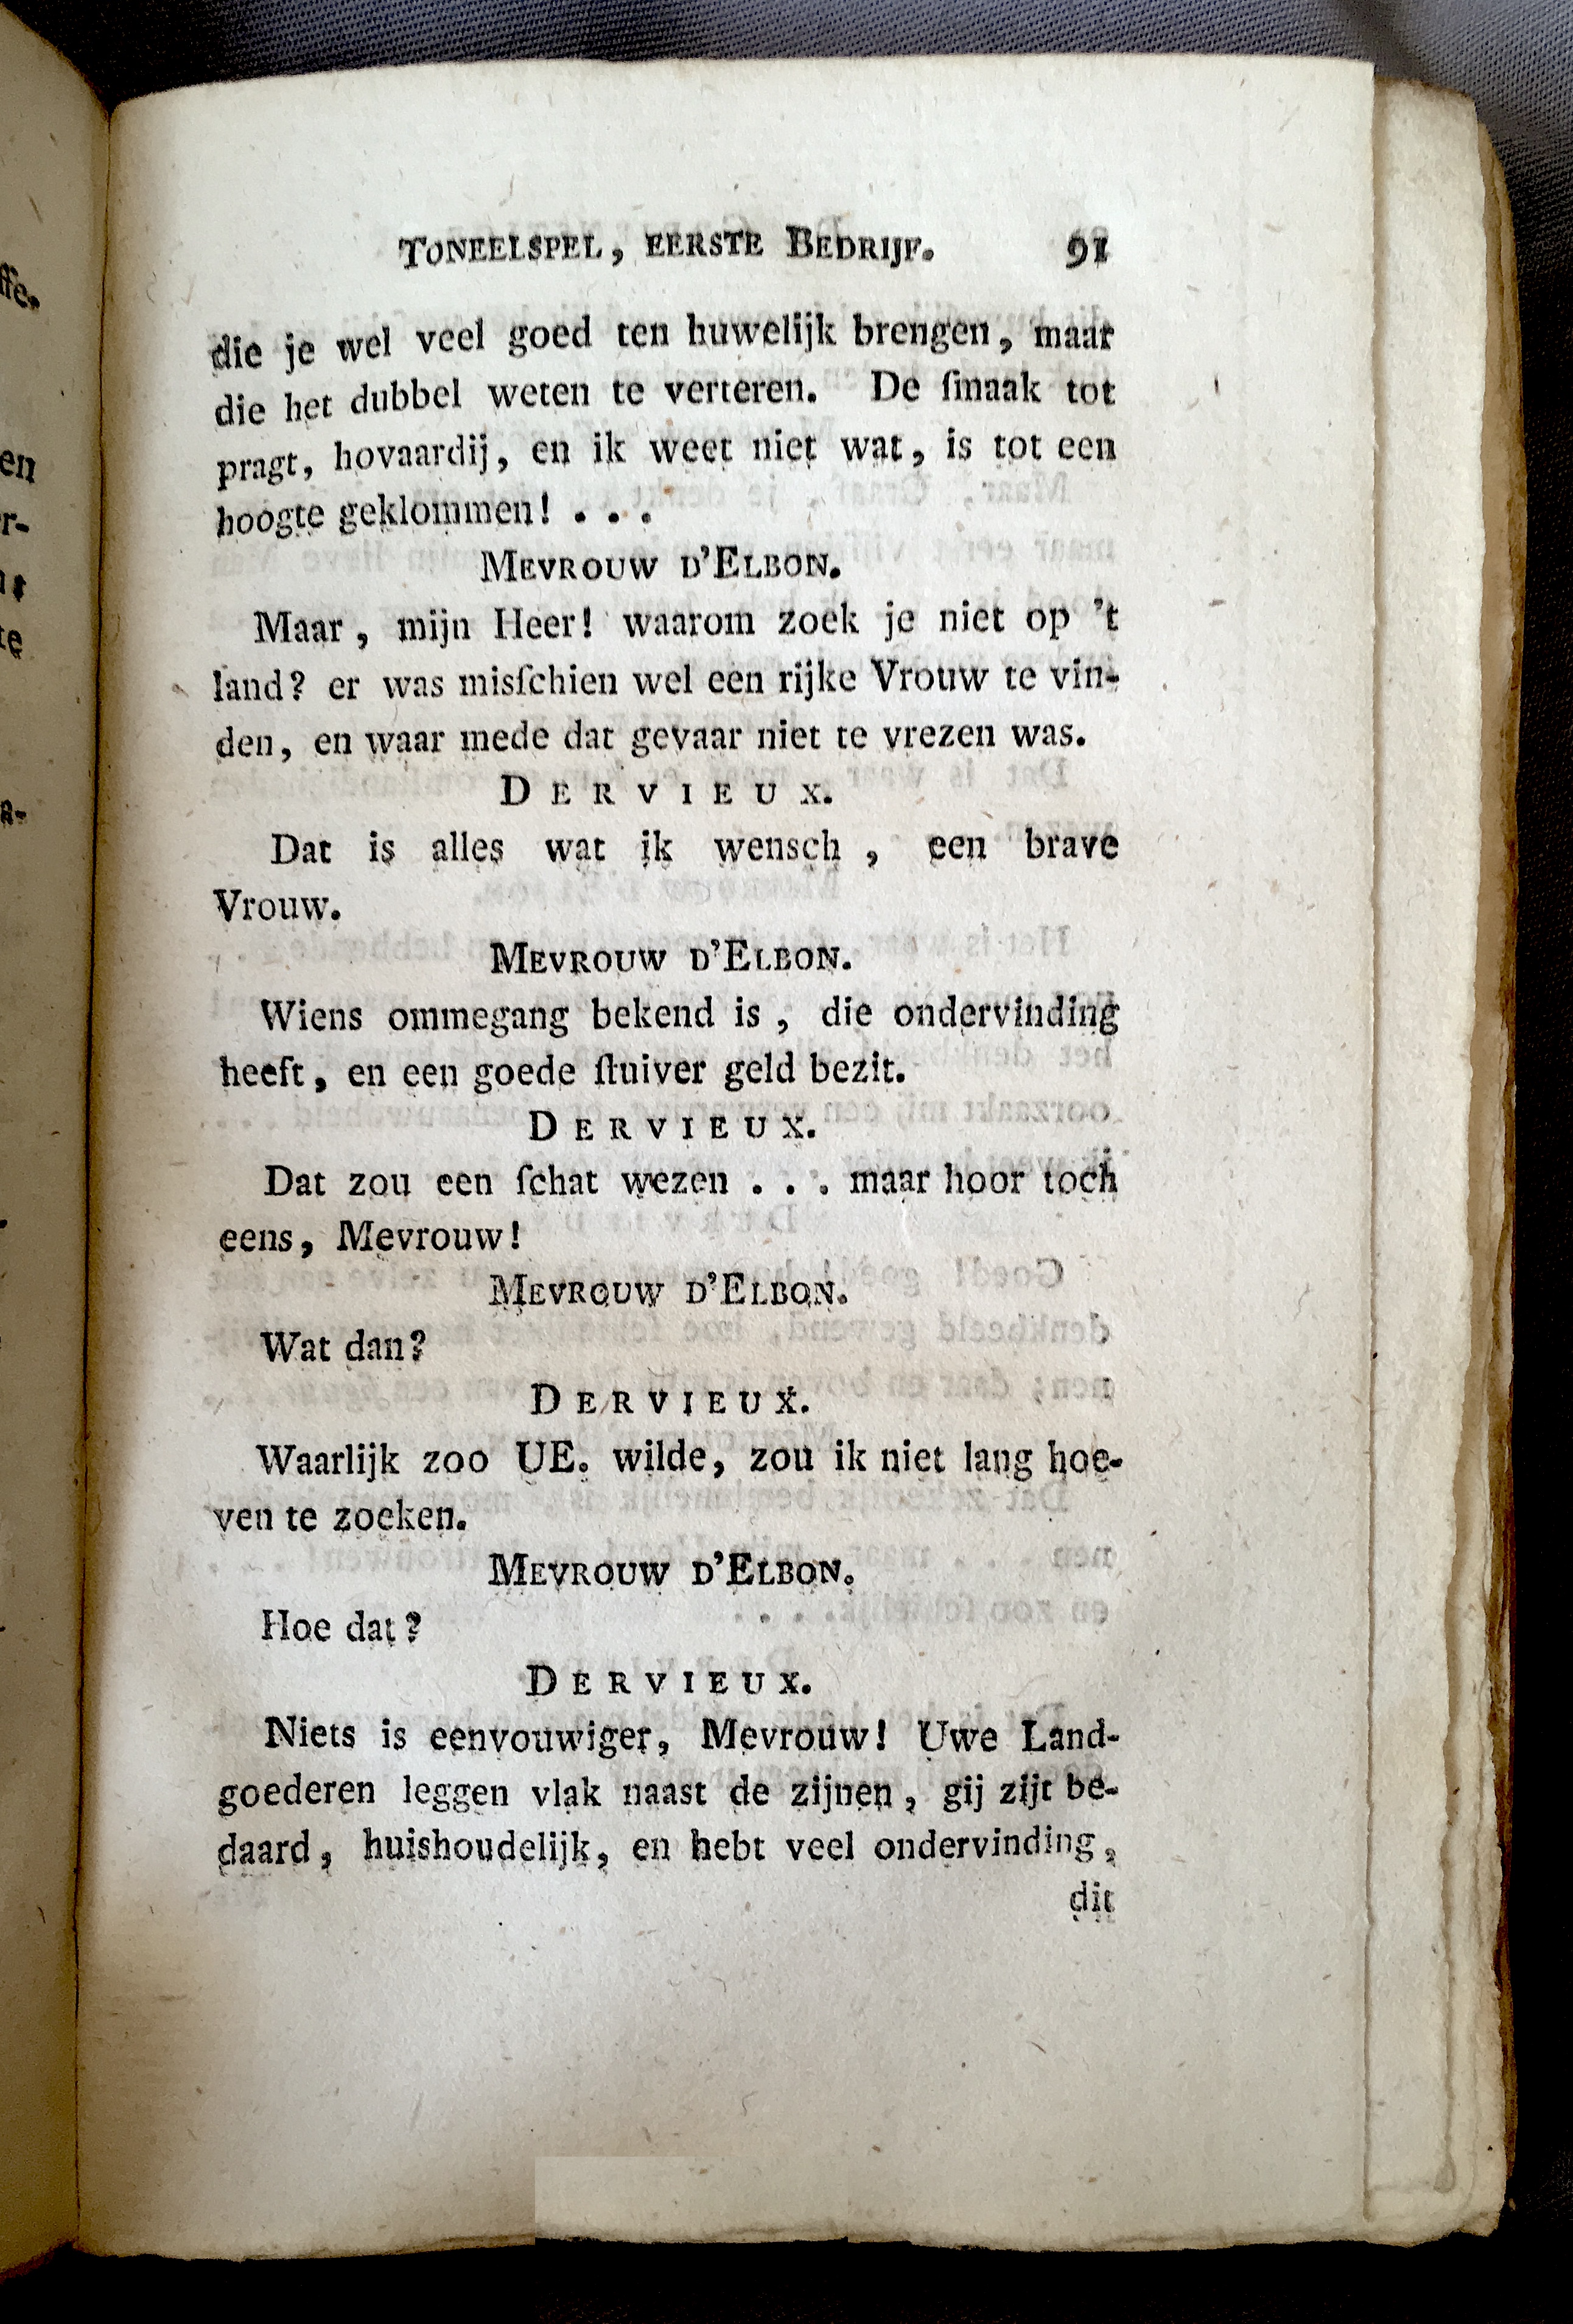 TONEELSPEL, EERSTE BEDRIJF. 91
die je wel veel goed ten huwelijk brengen, maar
die het dubbel weten te verteren. De ſmaak tot
pragt, hovaardij, en ik weet niet wat, is tot een
hoogte geklommen! . . .
MEVROUW D'ELBON.
Maar, mijn Heer! waarom zoek je niet op 't
land? er was misſchien wel een rijke Vrouw te vin-
den, en waar mede dat gevaar niet te vrezen was.
DERVIEUX.
Dat is alles wat ik wensch, een brave
Vrouw.
MEVROUW D'ELBON.
Wiens ommegang bekend is, die ondervinding
heeft, en een goede ſtuiver geld bezit.
DERVIEUX.
Dat zou een ſchat wezen . . . maar hoor toch
eens, Mevrouw!
MEVROUW D'ELBON.
Wat dan?
DERVIEUX.
Waarlijk zoo UE. wilde, zou ik niet lang hoe-
ven te zoeken.
MEVROUW D'ELBON.
Hoe dat?
DERVIEUX.
Niets is eenvouwiger, Mevrouw! Uwe Land-
goederen leggen vlak naast de zijnen, gij zijt be-
daard, huishoudelijk, en hebt veel ondervinding,
dit